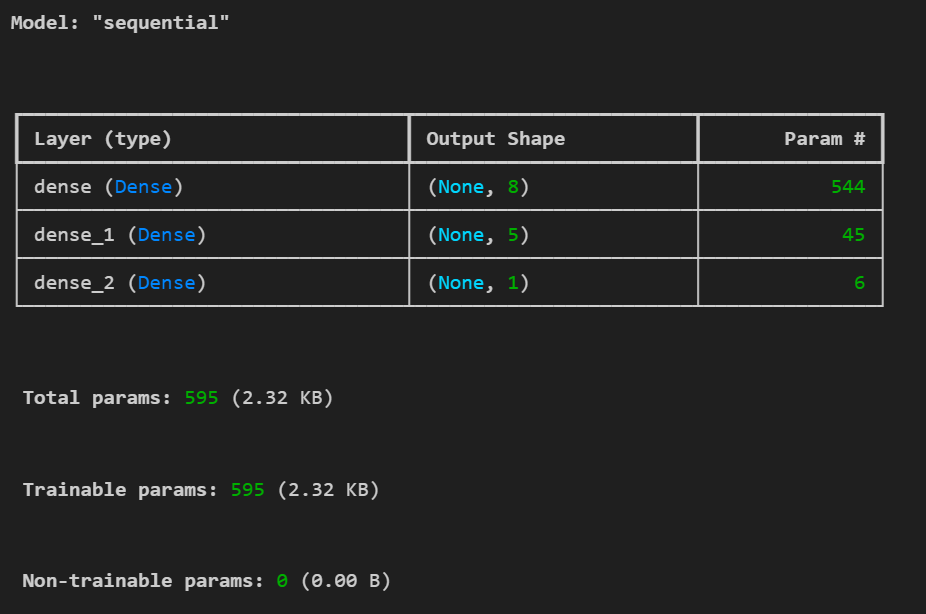 Model: "sequential"
Layer (type) Output Shape Param #
dense (Dense) (None, 8) 544
dense_1 (Dense) (None, 5) 45
dense_2 (Dense) (None, 1) 6
Total params: 595 (2.32 KB)
Trainable params: 595 (2.32 KB)
Non-trainable params: 0 (0.00 B)